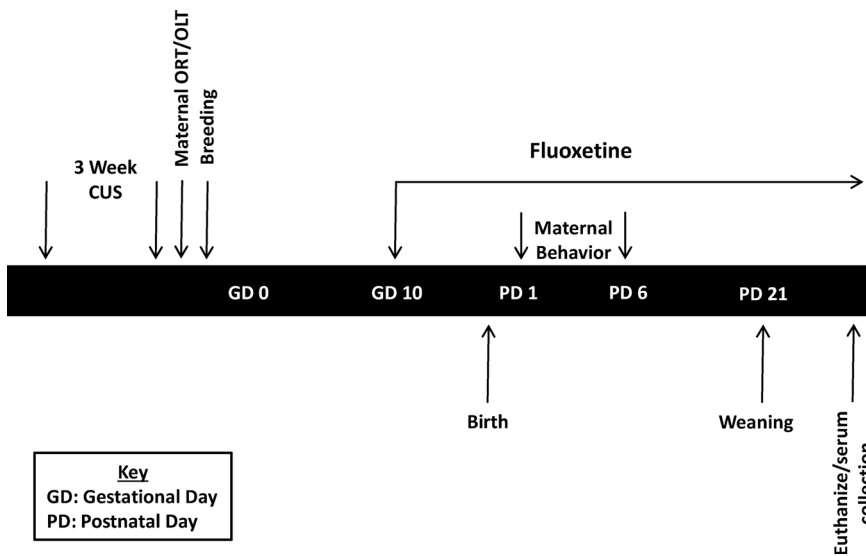 Maternal ORT/OLT
Breeding
3 Week
CUS
Fluoxetine
Maternal
Behavior
GD 0
GD 10
PD 1
PD 6
PD 21
Birth
Weaning
Euthanize/serum
collection
Key
GD: Gestational Day
PD: Postnatal Day